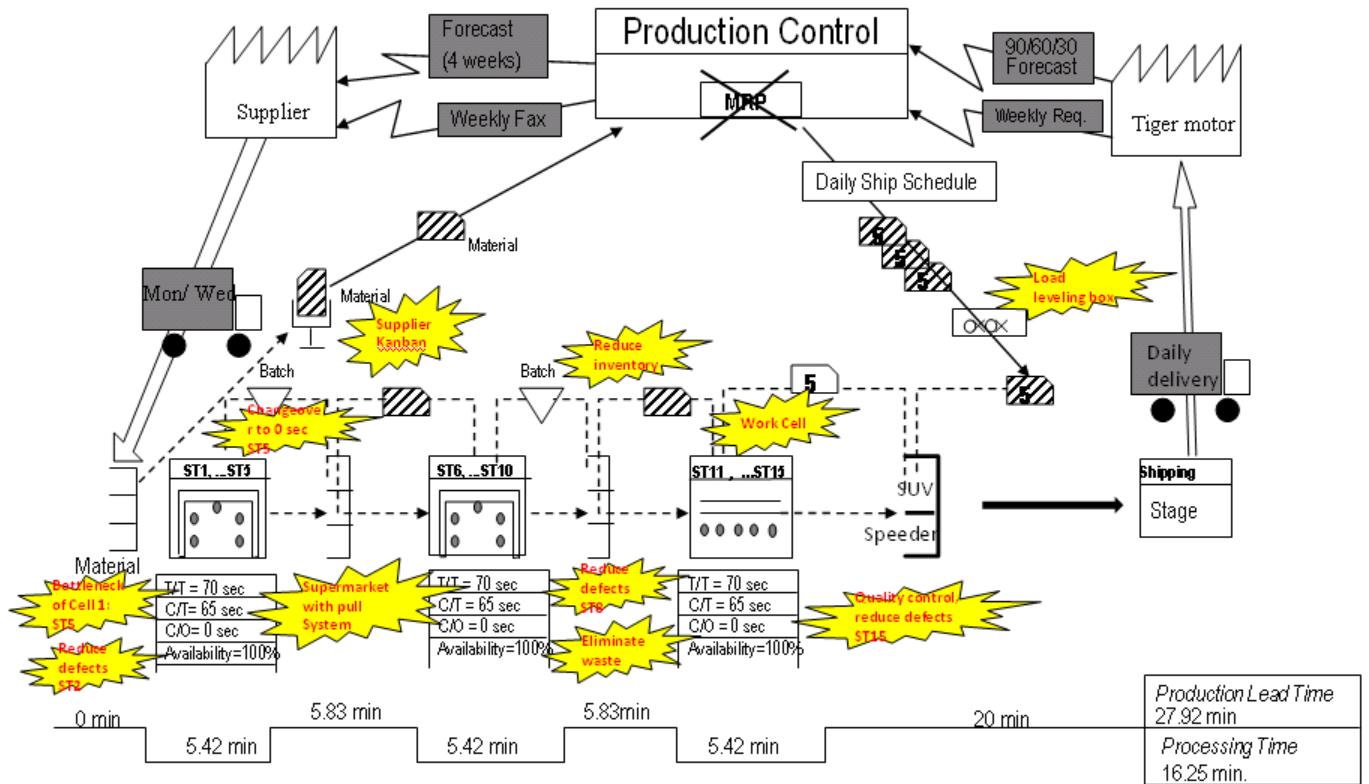 Forecast
(4 weeks)
Production Control
90/60/30
Forecast
MRP
Supplier
Weekly Fax
Weekly Req.
Tiger motor
Daily Ship Schedule
Material
5
5
5
Mon/ Wed
Material
Load
leveling box
Supplier
Kanban
OXOX
Reduce
inventory
Daily
delivery
Batch
Batch
5
5
Changeove
r to 0 sec
ST5
Work Cell
ST1, ...ST5
ST6, ...ST10
ST11 , ...ST15
SUV
Speeder
Shipping
Stage
Material
Bottleneck
of Cell 1:
ST5
T/T = 70 sec
C/T = 65 sec
C/O= 0 sec
Availability=100%
Supermarket
with pull
System
T/T = 70 sec
C/T = 65 sec
C/O = 0 sec
Availability=100%
Reduce
defects
ST8
T/T = 70 sec
C/T = 65 sec
C/O = 0 sec
Availability=100%
Quality control,
reduce defects
ST15
Reduce
defects
ST2
Eliminate
waste
0 min
5.42 min
5.83 min
5.42 min
5.83min
5.42 min
20 min
Production Lead Time
27.92 min
Processing Time
16.25 min.